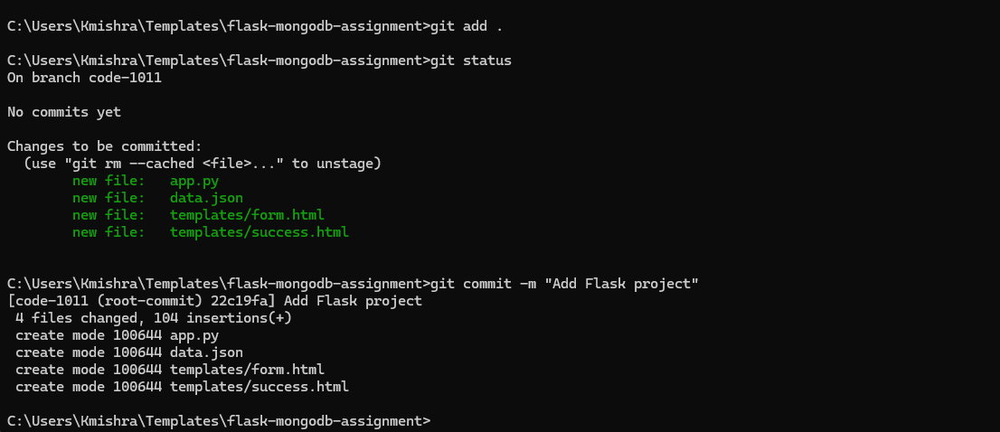 C:\Users\Kmishra\Templates\flask-mongodb-assignment>git add .
C:\Users\Kmishra\Templates\flask-mongodb-assignment>git status
On branch code-1011
No commits yet
Changes to be committed:
  (use "git rm --cached <file>..." to unstage)
        new file:   app.py
        new file:   data.json
        new file:   templates/form.html
        new file:   templates/success.html
C:\Users\Kmishra\Templates\flask-mongodb-assignment>git commit -m "Add Flask project"
[code-1011 (root-commit) 22c19fa] Add Flask project
 4 files changed, 104 insertions(+)
 create mode 100644 app.py
 create mode 100644 data.json
 create mode 100644 templates/form.html
 create mode 100644 templates/success.html
C:\Users\Kmishra\Templates\flask-mongodb-assignment>